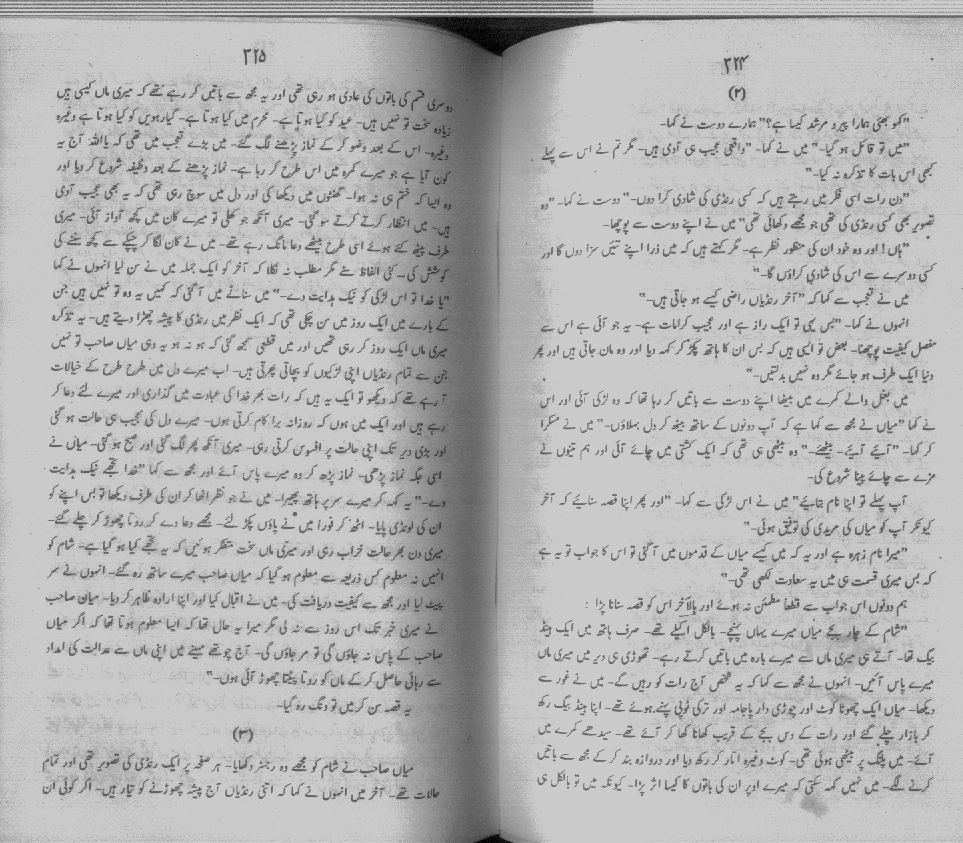 ۳۲۴
(۲)
"کہو بھئی ہمارا پیر و مرشد کیسا ہے؟" ہمارے دوست نے کہا۔
"میں تو قائل ہو گیا۔" میں نے کہا۔ "واقعی عجیب ہی آدمی ہیں۔ مگر تم نے اس سے پہلے
کبھی اس بات کا تذکرہ نہ کیا۔"
"دن رات اسی فکر میں رہتے ہیں کہ کسی رنڈی کی شادی کرا دوں۔" دوست نے کہا۔ "وہ
تصویر بھی کسی رنڈی کی تھی جو مجھے دکھائی تھی" میں نے اپنے دوست سے پوچھا۔
"ہاں! اور وہ خود ان کی منظور نظر ہے۔ مگر کہتے ہیں کہ میں ذرا اپنے تئیں سزا دوں گا اور
کسی دوسرے سے اس کی شادی کراؤں گا۔"
میں نے تعجب سے کہا کہ "آخر رنڈیاں راضی کیسے ہو جاتی ہیں۔"
انہوں نے کہا۔ "بس یہی تو ایک راز ہے اور عجیب کرامات ہے۔ یہ جو آئی ہے اس سے
مفصل کیفیت پوچھنا۔ بعض تو ایسی ہیں کہ بس ان کا ہاتھ پکڑ کر کہہ دیا اور وہ مان جاتی ہیں اور پھر
دنیا ایک طرف ہو جائے مگر وہ نہیں بدلتیں۔"
میں بغل والے کمرے میں بیٹھا اپنے دوست سے باتیں کر رہا تھا کہ وہ لڑکی آئی اور اس
نے کہا "میاں نے مجھ سے کہا ہے کہ آپ دونوں کے ساتھ بیٹھ کر دل بہلاؤں۔" میں نے مسکرا
کر کہا۔ "آیئے آیئے۔ بیٹھئے۔" وہ بیٹھی ہی تھی کہ ایک کشتی میں چائے آئی اور ہم تینوں نے
مزے سے چائے پینا شروع کی۔
آپ پہلے تو اپنا نام بتائیے" میں نے اس لڑکی سے کہا۔ "اور پھر اپنا قصہ سنائیے کہ آخر
کیونکر آپ کو میاں کی مریدی کی توفیق ہوئی۔"
"میرا نام زہرہ ہے اور یہ کہ میں کیسے میاں کے قدموں میں آ گئی تو اس کا جواب تو یہ ہے
کہ بس میری قسمت ہی میں یہ سعادت لکھی تھی۔"
ہم دونوں اس جواب سے قطعاً مطمئن نہ ہوئے اور بالآخر اس کو قصہ سنانا پڑا :
"شام کے چار بجے میاں میرے یہاں پہنچے۔ بالکل اکیلے تھے۔ صرف ہاتھ میں ایک ہینڈ
بیگ تھا۔ آتے ہی میری ماں سے میرے بارہ میں باتیں کرتے رہے۔ تھوڑی ہی دیر میں میری ماں
میرے پاس آئیں۔ انہوں نے مجھ سے کہا کہ یہ شخص آج رات کو رہیں گے۔ میں نے غور سے
دیکھا۔ میاں ایک چھوٹا کوٹ اور چوڑی دار پاجامہ اور ترکی ٹوپی پہنے ہوئے تھے۔ اپنا ہینڈ بیگ رکھ
کر بازار چلے گئے اور رات کے دس بجے کے قریب کھانا کھا کر آئے تھے۔ سیدھے کمرے میں
آئے۔ میں پلنگ پر بیٹھی ہوئی تھی۔ کوٹ وغیرہ اتار کر رکھ دیا اور دروازہ بند کر کے مجھ سے باتیں
کرنے لگے۔ میں نہیں کہہ سکتی کہ میرے اوپر ان کی باتوں کا کیسا اثر پڑا۔ کیونکہ میں تو بالکل ہی
۳۲۵
دوسری قسم کی باتوں کی عادی ہو رہی تھی اور یہ مجھ سے باتیں کر رہے تھے کہ میری ماں کیسی ہیں
زیادہ سخت تو نہیں ہیں۔ عید کو کیا ہوتا ہے۔ محرم میں کیا ہوتا ہے۔ گیارہویں کو کیا ہوتا ہے وغیرہ
وغیرہ۔ اس کے بعد وضو کر کے نماز پڑھنے لگ گئے۔ میں بڑے تعجب میں تھی کہ یا اللہ آج یہ
کون آیا ہے جو میرے کمرہ میں اس طرح کر رہا ہے۔ نماز پڑھنے کے بعد وظیفہ شروع کر دیا اور
وہ ایسا کہ ختم ہی نہ ہوا۔ گھنٹوں میں دیکھا کی اور دل میں سوچ رہی تھی کہ یہ بھی عجیب آدمی
ہیں۔ میں انتظار کرتے کرتے سو گئی۔ میری آنکھ جو کھلی تو میرے کان میں کچھ آواز آئی۔ میری
طرف پیٹھ کئے ہوئے اسی طرح بیٹھے دعا مانگ رہے تھے۔ میں نے کان لگا کر چپکے سے کچھ سننے کی
کوشش کی۔۔ کئی الفاظ سنے مگر مطلب نہ نکلا کہ آخر کو ایک جملہ میں نے سن لیا انہوں نے کہا
"یا خدا تو اس لڑکی کو نیک ہدایت دے۔" میں سناٹے میں آ گئی کہ کہیں یہ وہ تو نہیں ہیں جن
کے بارے میں ایک روز میں سن چکی تھی کہ ایک نظر میں رنڈی کا پیشہ چھڑا دیتے ہیں۔ یہ تذکرہ
میری ماں ایک روز کر رہی تھیں اور میں قطعی سمجھ گئی کہ ہو نہ ہو یہ وہی میاں صاحب تو نہیں
جن سے تمام رنڈیاں اپنی لڑکیوں کو بچاتی پھرتی ہیں۔ اب میرے دل میں طرح طرح کے خیالات
آ رہے تھے کہ دیکھو تو ایک یہ ہیں کہ رات بھر خدا کی عبادت میں گذاری اور میرے لئے دعا کر
رہے ہیں اور ایک میں ہوں کہ روزانہ برا کام کرتی ہوں۔ میرے دل کی عجیب ہی حالت ہو گئی
اور بڑی دیر تک اپنی حالت پر افسوس کرتی رہی۔ میری آنکھ پھر لگ گئی اور صبح ہو گئی۔ میاں نے
اسی جگہ نماز پڑھی۔ نماز پڑھ کر وہ میرے پاس آئے اور مجھ سے کہا "خدا تجھے نیک ہدایت
دے۔" یہ کہہ کر میرے سر پر ہاتھ پھیرا۔ میں نے جو نظر اٹھا کر ان کی طرف دیکھا تو بس اپنے کو
ان کی لونڈی پایا۔ اٹھ کر فوراً میں نے پاؤں پکڑ لئے۔ مجھے دعا دے کر روتا چھوڑ کر چلے گئے۔
میری دن بھر حالت خراب رہی اور میری ماں سخت متفکر ہوئیں کہ یہ تجھے کیا ہو گیا ہے۔ شام کو
انہیں نہ معلوم کس ذریعہ سے معلوم ہو گیا کہ میاں صاحب میرے ساتھ رہ گئے۔ انہوں نے سر
پیٹ لیا اور مجھ سے کیفیت دریافت کی۔ میں نے اقبال کیا اور اپنا ارادہ ظاہر کر دیا۔ میاں صاحب
نے میری خبر تک اس روز سے نہ لی مگر میرا یہ حال تھا کہ ایسا معلوم ہوتا تھا کہ اگر میاں
صاحب کے پاس نہ جاؤں گی تو مر جاؤں گی۔ آج چوتھے مہینے میں اپنی ماں سے عدالت کی امداد
سے رہائی حاصل کر کے ماں کو روتا پیٹتا چھوڑ آئی ہوں۔"
یہ قصہ سن کر میں تو دنگ رہ گیا۔
(۳)
میاں صاحب نے شام کو مجھے وہ رجسٹر دکھایا۔ ہر صفحہ پر ایک رنڈی کی تصویر تھی اور تمام
حالات تھے۔ آخر میں انہوں نے کہا کہ اتنی رنڈیاں آج پیشہ چھوڑنے کو تیار ہیں۔ اگر کوئی ان